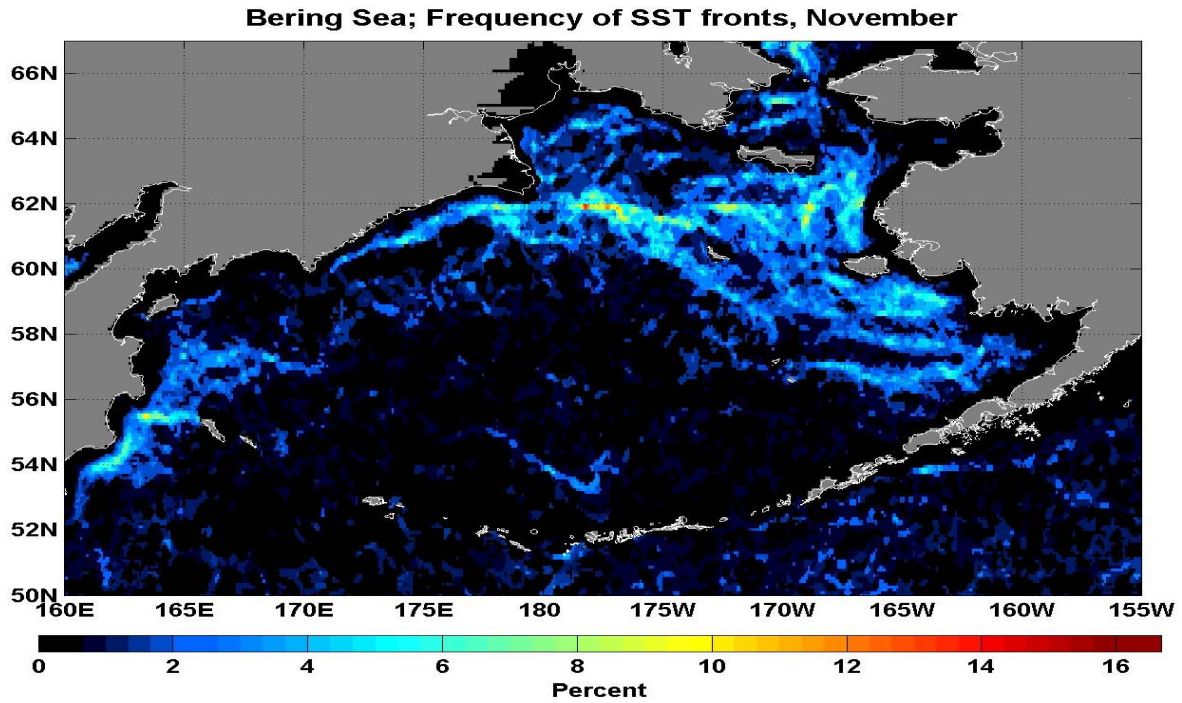 Bering Sea; Frequency of SST fronts, November
66N
64N
62N
60N
58N
56N
54N
52N
50N
160E 165E 170E 175E 180 175W 170W 165W 160W 155W
0 2 4 6 8 10 12 14 16
Percent